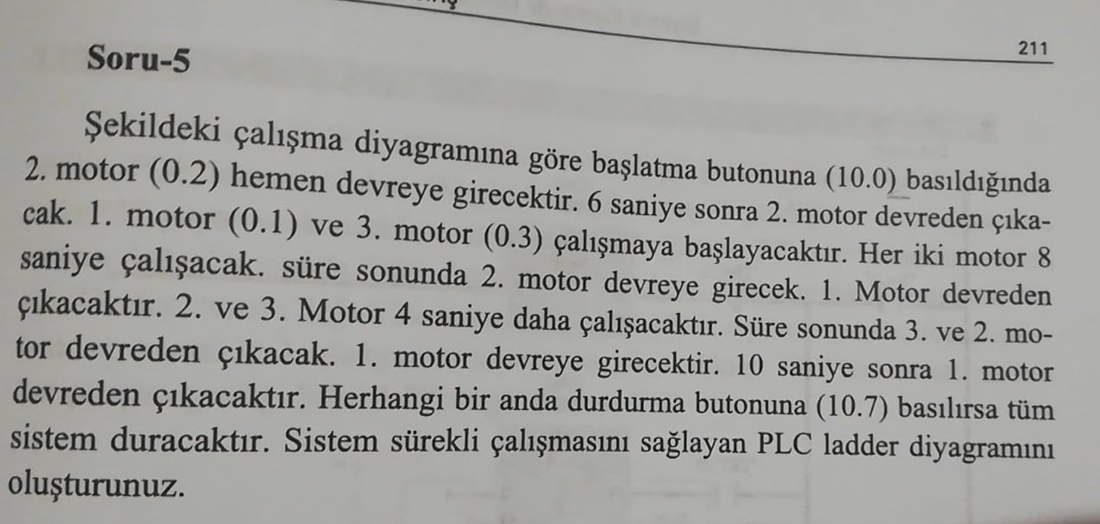 211
Soru-5
Şekildeki çalışma diyagramına göre başlatma butonuna (10.0) basıldığında
2. motor (0.2) hemen devreye girecektir. 6 saniye sonra 2. motor devreden çıka-
cak. 1. motor (0.1) ve 3. motor (0.3) çalışmaya başlayacaktır. Her iki motor 8
saniye çalışacak. süre sonunda 2. motor devreye girecek. 1. Motor devreden
çıkacaktır. 2. ve 3. Motor 4 saniye daha çalışacaktır. Süre sonunda 3. ve 2. mo-
tor devreden çıkacak. 1. motor devreye girecektir. 10 saniye sonra 1. motor
devreden çıkacaktır. Herhangi bir anda durdurma butonuna (10.7) basılırsa tüm
sistem duracaktır. Sistem sürekli çalışmasını sağlayan PLC ladder diyagramını
oluşturunuz.